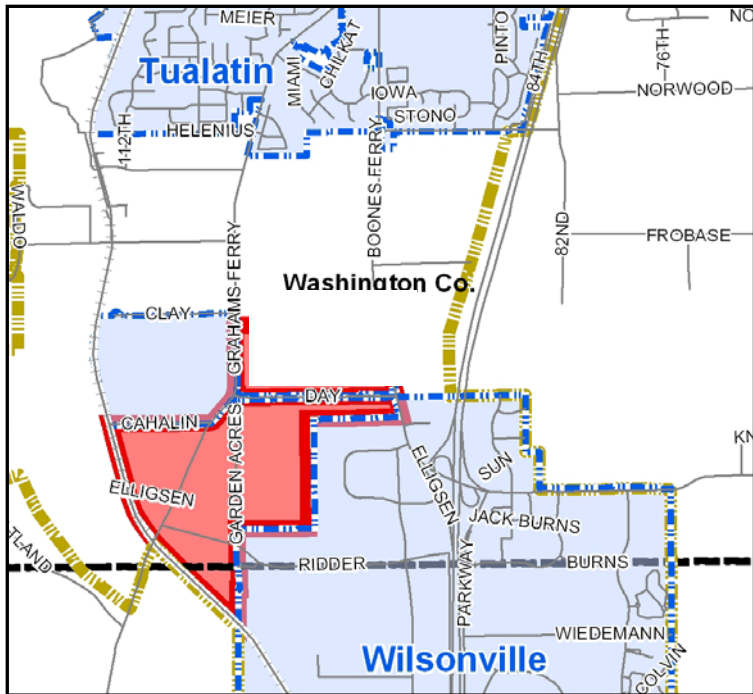 MEIER
NO
Tualatin
MIAMI
CHILKAT
PINTO
76TH
84TH
IOWA
NORWOOD
STONO
HELENIUS
112TH
BOONES FERRY
WALDO
82ND
FROBASE
GRAHAMS FERRY
Washington Co.
CLAY
DAY
CAHALIN
GARDEN ACRES
ELLIGSEN
ELLIGSEN
SUN
KN
JACK BURNS
TLAND
RIDDER
PARKWAY
BURNS
WIEDEMANN
Wilsonville
COLVIN